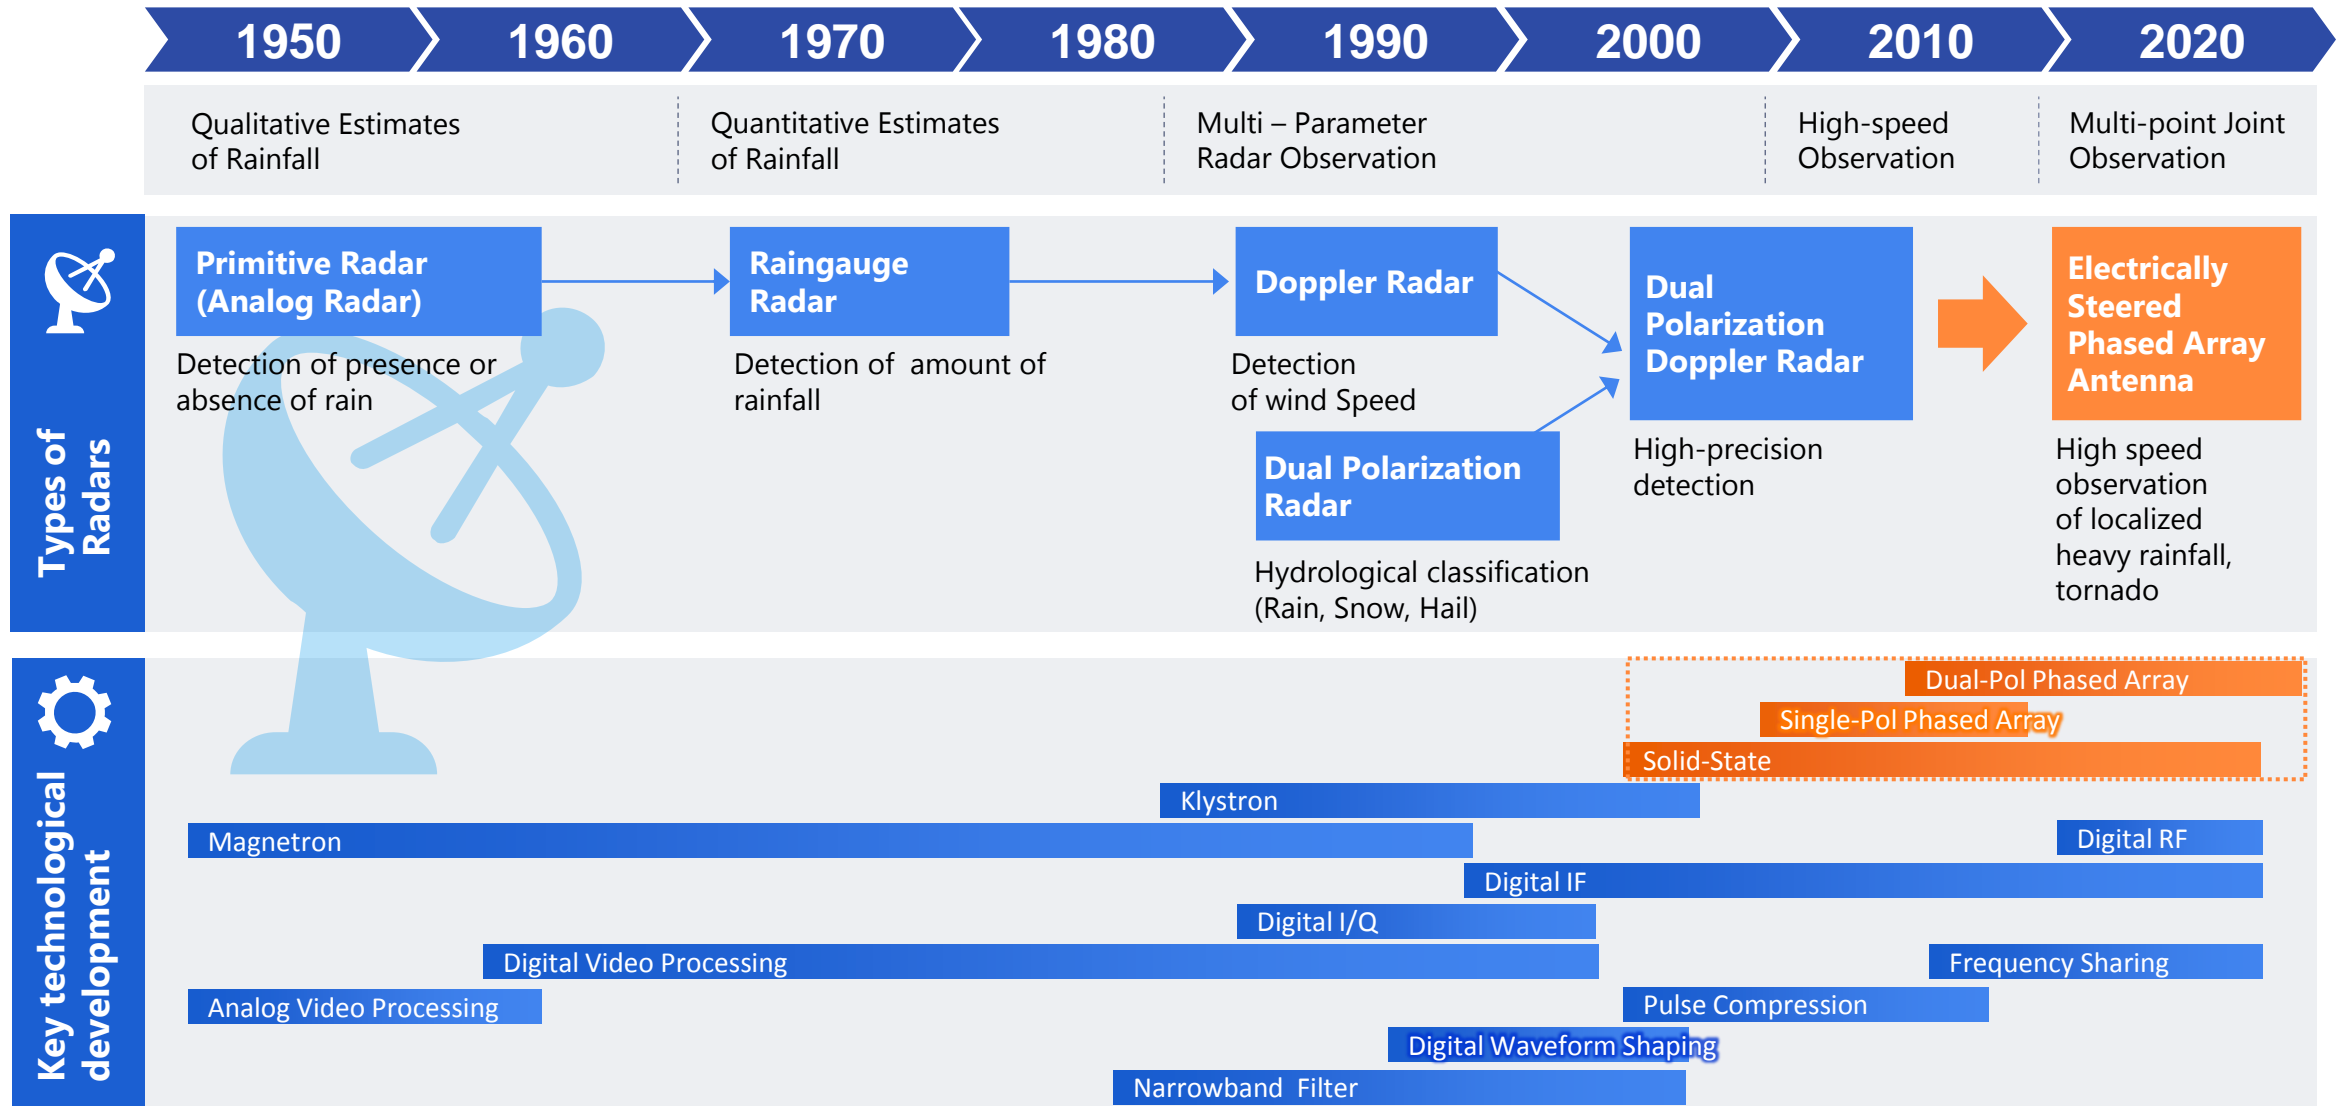 1950
1960
1970
1980
1990
2000
2010
2020
Qualitative Estimates
of Rainfall
Quantitative Estimates
of Rainfall
Multi – Parameter
Radar Observation
High-speed
Observation
Multi-point Joint
Observation
Types of
Radars
Primitive Radar
(Analog Radar)
Detection of presence or
absence of rain
Raingauge
Radar
Detection of amount of
rainfall
Doppler Radar
Detection
of wind Speed
Dual Polarization
Radar
Hydrological classification
(Rain, Snow, Hail)
Dual
Polarization
Doppler Radar
High-precision
detection
Electrically
Steered
Phased Array
Antenna
High speed
observation
of localized
heavy rainfall,
tornado
Key technological
development
Dual-Pol Phased Array
Single-Pol Phased Array
Solid-State
Klystron
Magnetron
Digital RF
Digital IF
Digital I/Q
Digital Video Processing
Frequency Sharing
Analog Video Processing
Pulse Compression
Digital Waveform Shaping
Narrowband Filter